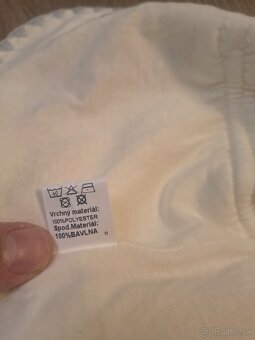 Vrchný materiál:
100%POLYESTER
Spod.Materiál:
100%BAVLNA